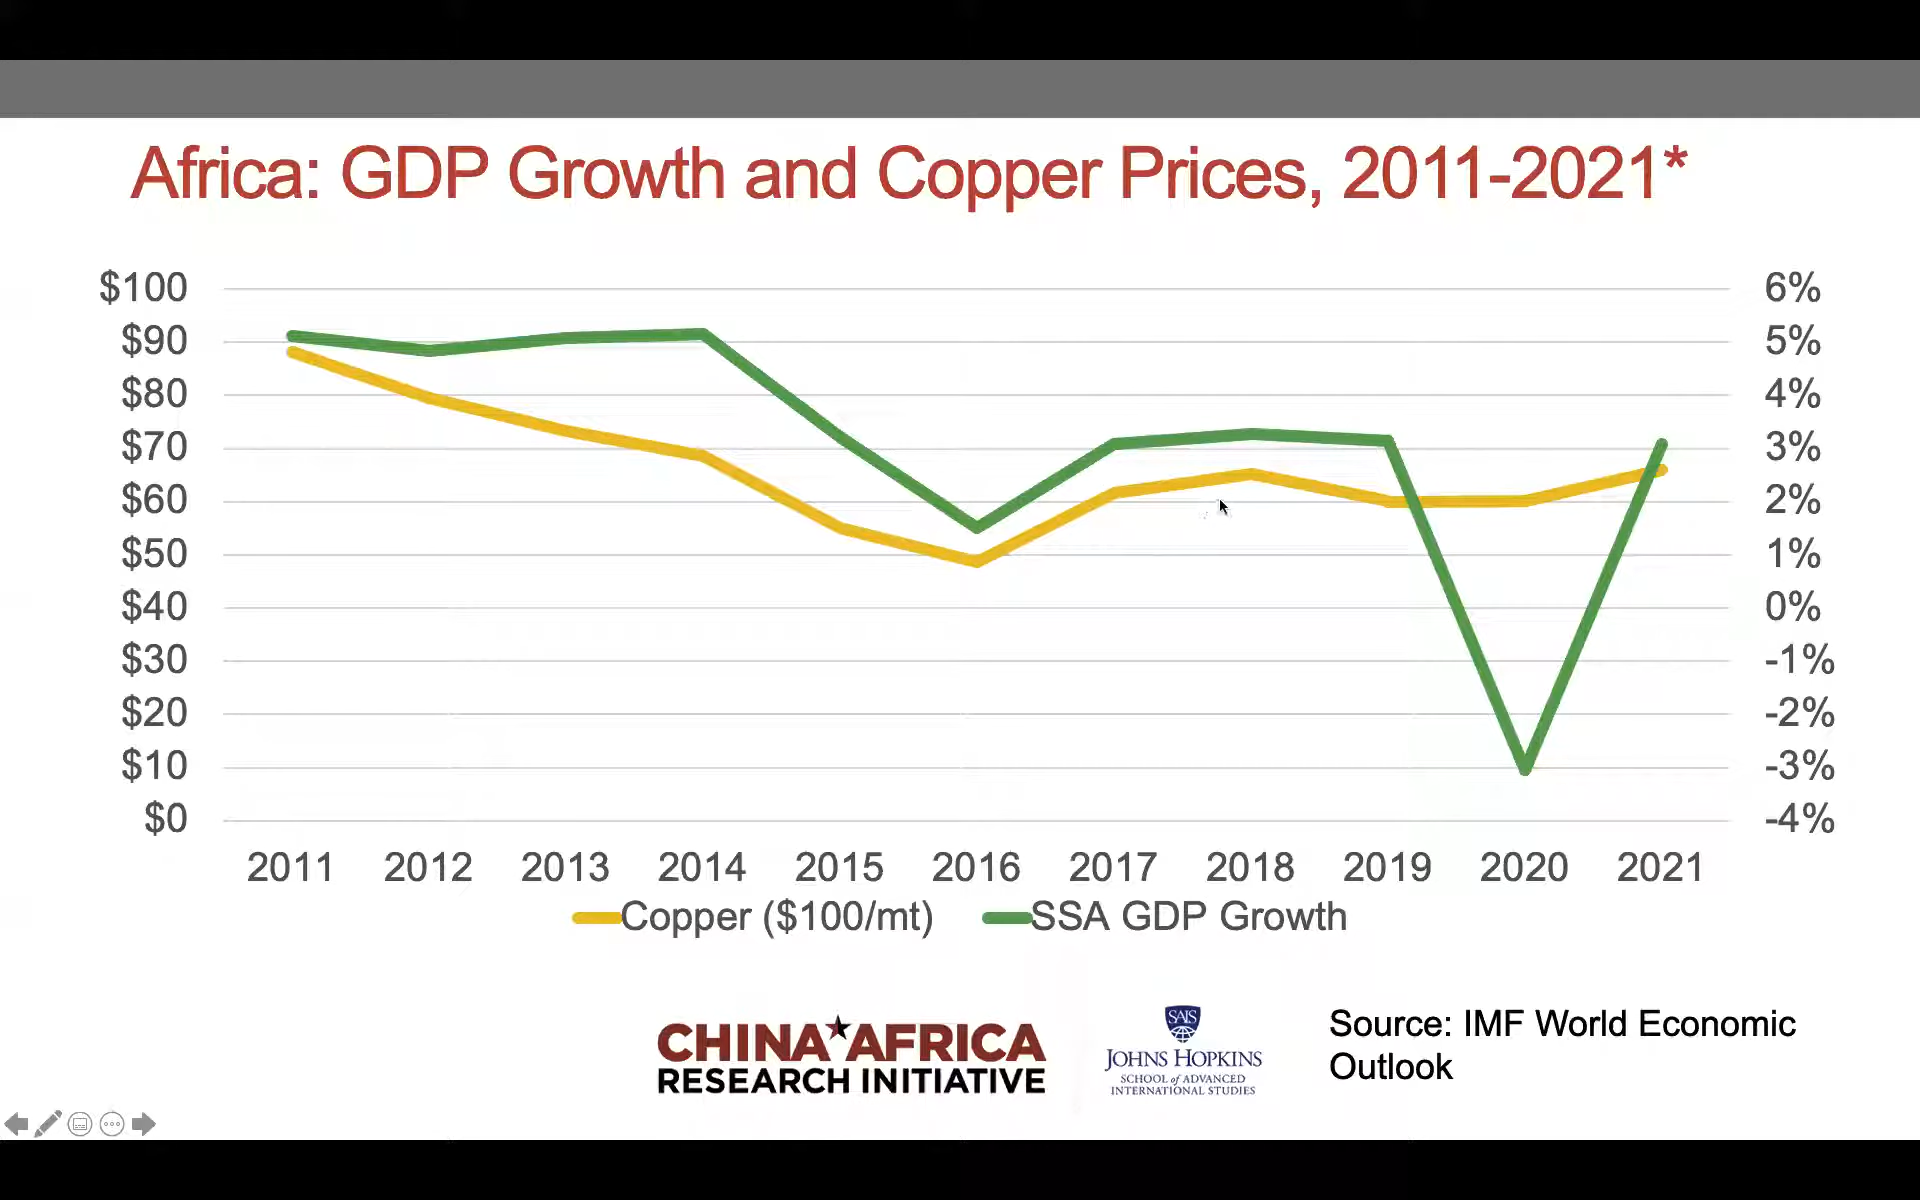 Africa: GDP Growth and Copper Prices, 2011-2021*
$100
$90
$80
$70
$60
$50
$40
$30
$20
$10
$0
6%
5%
4%
3%
2%
1%
0%
-1%
-2%
-3%
-4%
2011 2012 2013 2014 2015 2016 2017 2018 2019 2020 2021
Copper ($100/mt) SSA GDP Growth
CHINA AFRICA
RESEARCH INITIATIVE
SAIS
JOHNS HOPKINS
SCHOOL of ADVANCED
INTERNATIONAL STUDIES
Source: IMF World Economic
Outlook